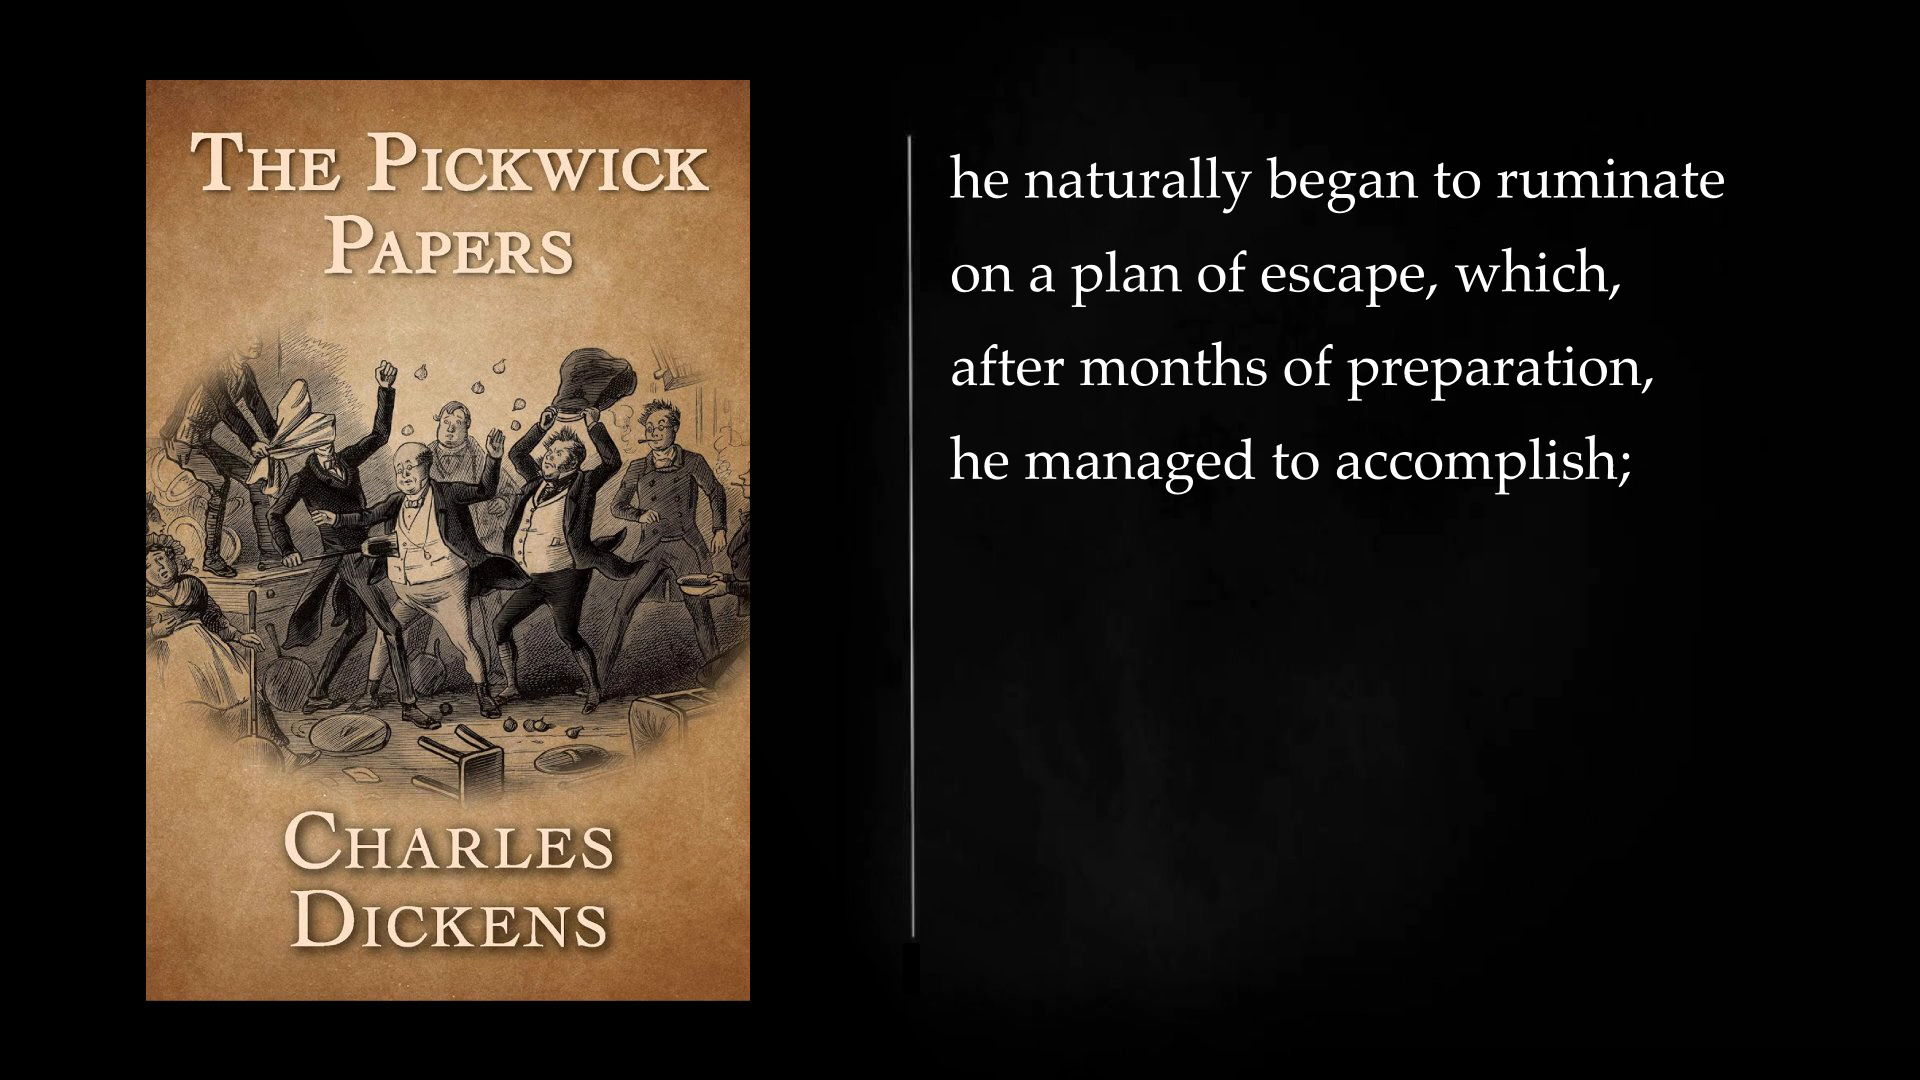 The Pickwick
Papers
Charles
Dickens
he naturally began to ruminate
on a plan of escape, which,
after months of preparation,
he managed to accomplish;